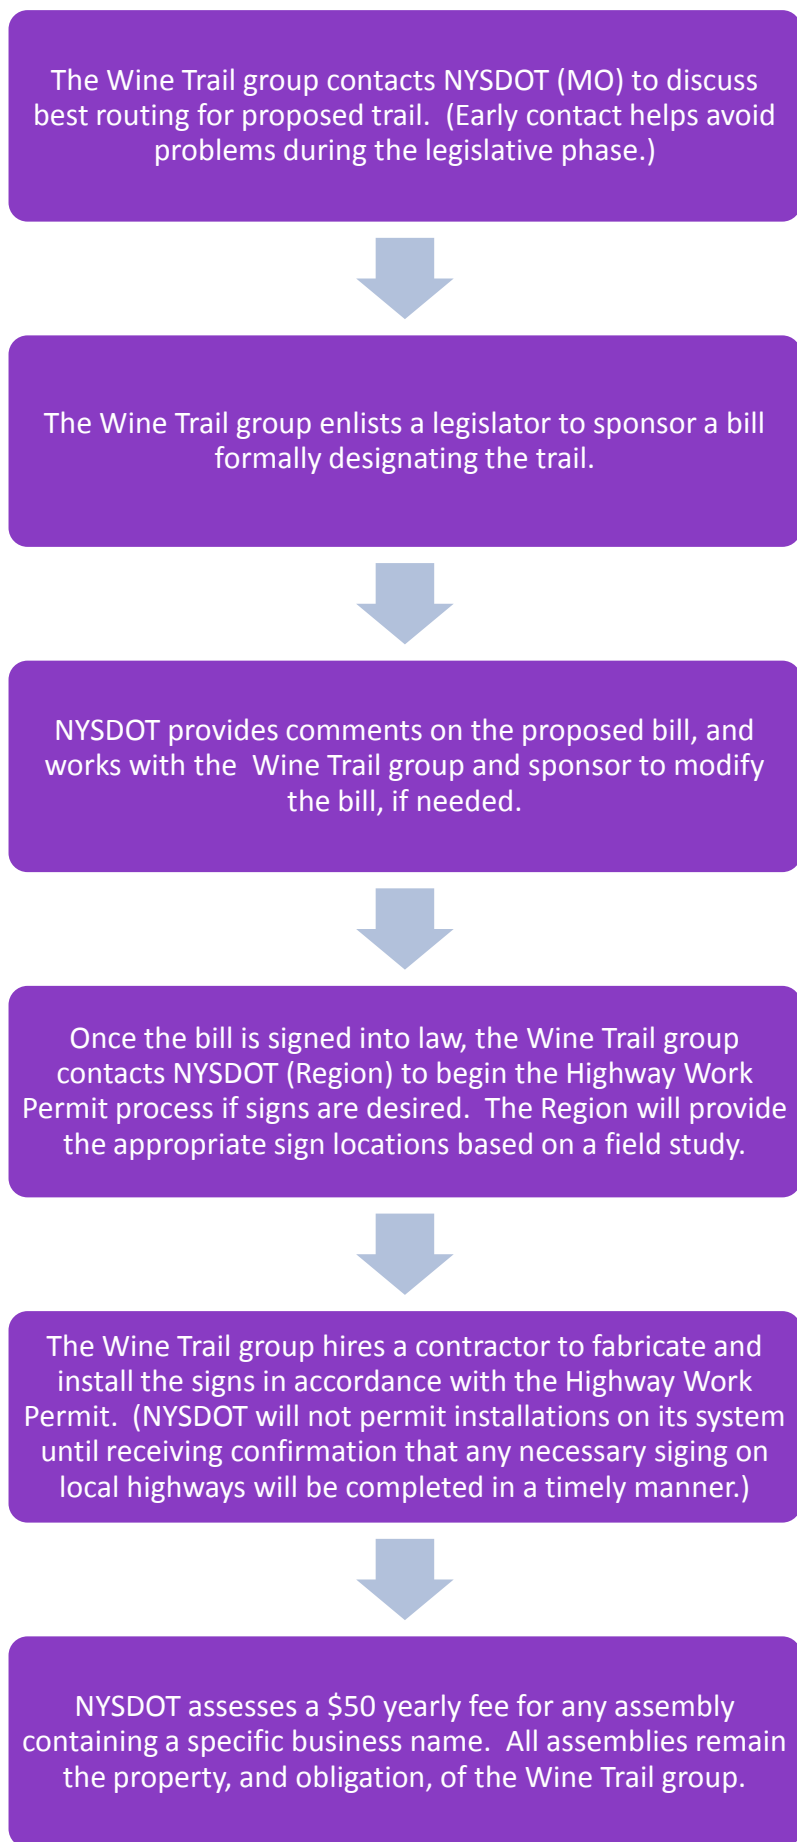 The Wine Trail group contacts NYSDOT (MO) to discuss
best routing for proposed trail.  (Early contact helps avoid
problems during the legislative phase.)
The Wine Trail group enlists a legislator to sponsor a bill
formally designating the trail.
NYSDOT provides comments on the proposed bill, and
works with the  Wine Trail group and sponsor to modify
the bill, if needed.
Once the bill is signed into law, the Wine Trail group
contacts NYSDOT (Region) to begin the Highway Work
Permit process if signs are desired.  The Region will provide
the appropriate sign locations based on a field study.
The Wine Trail group hires a contractor to fabricate and
install the signs in accordance with the Highway Work
Permit.  (NYSDOT will not permit installations on its system
until receiving confirmation that any necessary siging on
local highways will be completed in a timely manner.)
NYSDOT assesses a $50 yearly fee for any assembly
containing a specific business name.  All assemblies remain
the property, and obligation, of the Wine Trail group.